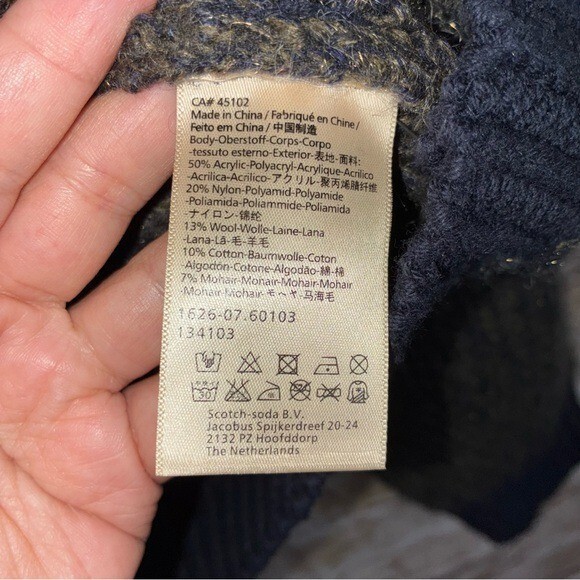 CA# 45102
Made in China / Fabriqué en Chine /
Feito em China / 中国制造
Body-Oberstoff-Corps-Corpo
-tessuto esterno-Exterior-表地-面料:
50% Acrylic-Polyacryl-Acrylique-Acrilico
-Acrílica-Acrilico-アクリル-聚丙烯腈纤维
20% Nylon-Polyamid-Polyamide
-Poliamida-Poliammide-Poliamida
-ナイロン-锦纶
13% Wool-Wolle-Laine-Lana
-Lana-Lã-毛-羊毛
10% Cotton-Baumwolle-Coton
Algodón-Cotone-Algodão-綿-棉
7% Mohair-Mohair-Mohair-Mohair
Mohair-Mohair-モヘヤ-马海毛
1626-07.60103
134103
30
Scotch-soda B.V.
Jacobus Spijkerdreef 20-24
2132 PZ Hoofddorp
The Netherlands